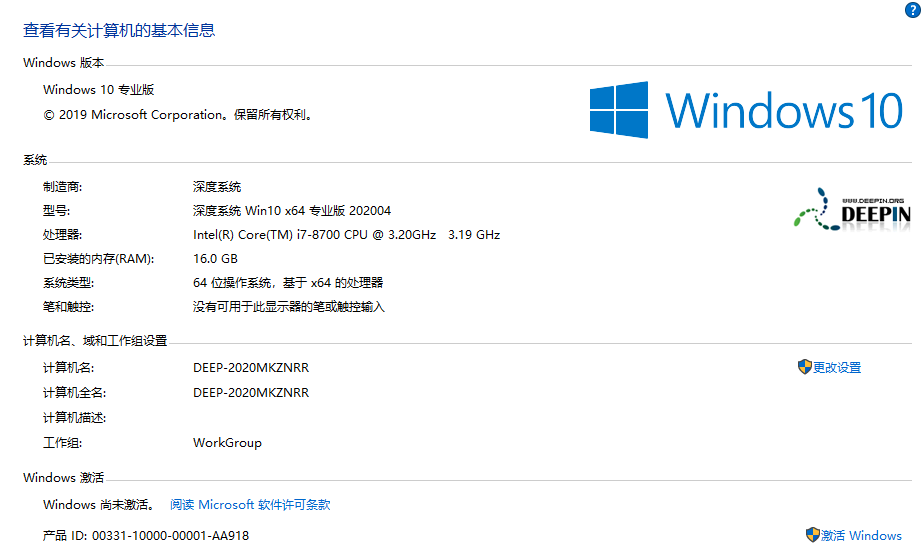 查看有关计算机的基本信息
Windows 版本
Windows 10 专业版
© 2019 Microsoft Corporation。保留所有权利。
Windows 10
系统
制造商: 深度系统
型号: 深度系统 Win10 x64 专业版 202004
处理器: Intel(R) Core(TM) i7-8700 CPU @ 3.20GHz 3.19 GHz
已安装的内存(RAM): 16.0 GB
系统类型: 64 位操作系统，基于 x64 的处理器
笔和触控: 没有可用于此显示器的笔或触控输入
WWW.DEEPIN.ORG
DEEPIN
计算机名、域和工作组设置
计算机名: DEEP-2020MKZNRR 更改设置
计算机全名: DEEP-2020MKZNRR
计算机描述:
工作组: WorkGroup
Windows 激活
Windows 尚未激活。 阅读 Microsoft 软件许可条款
产品 ID: 00331-10000-00001-AA918 激活 Windows